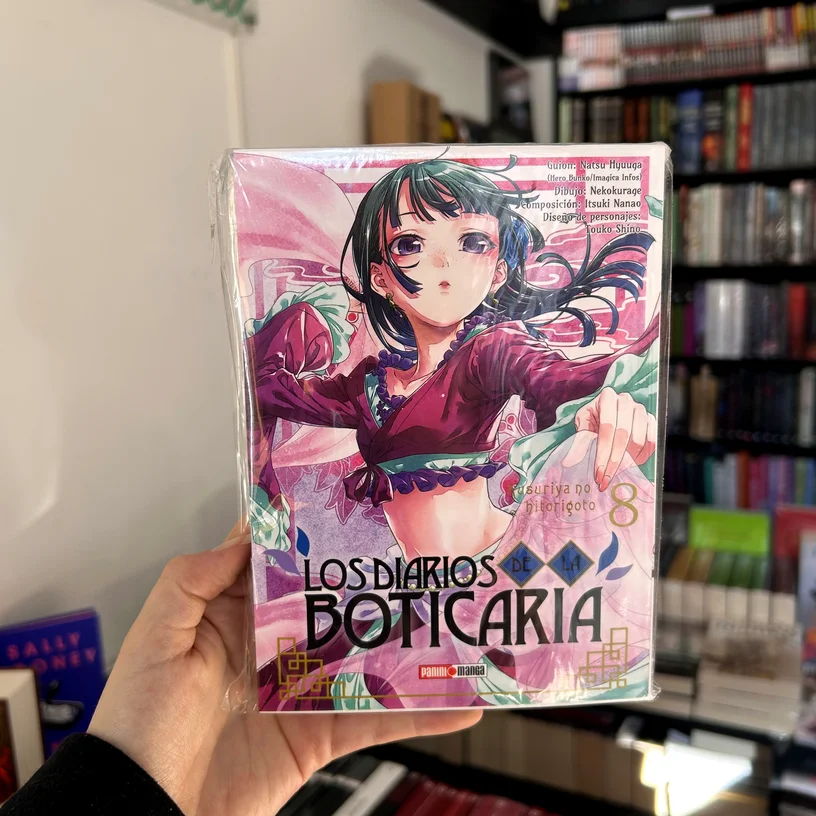 Guion: Natsu Hyuuga
(Hero Bunko/Imagica Infos)
Dibujo: Nekokurage
Composición: Itsuki Nanao
Diseño de personajes:
Touko Shino
Kusuriya no
hitorigoto
8
LOS DIARIOS DE LA
BOTICARIA
PANINI MANGA
SALLY
ROONEY